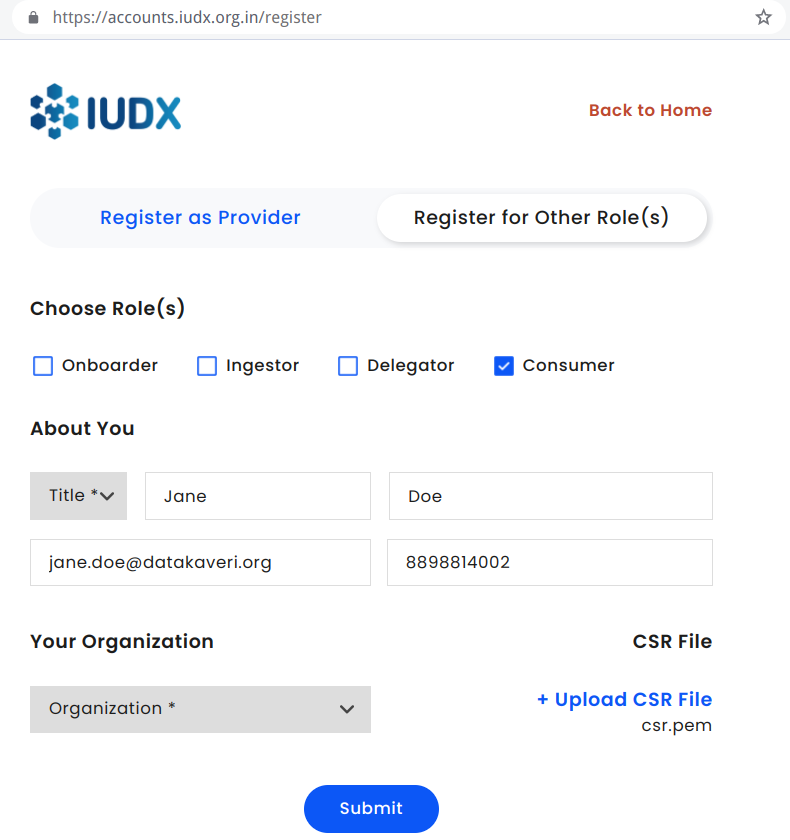 https://accounts.iudx.org.in/register
IUDX
Back to Home
Register as Provider Register for Other Role(s)
Choose Role(s)
Onboarder Ingestor Delegator Consumer
About You
Title * Jane Doe
jane.doe@datakaveri.org 8898814002
Your Organization CSR File
Organization * + Upload CSR File
csr.pem
Submit